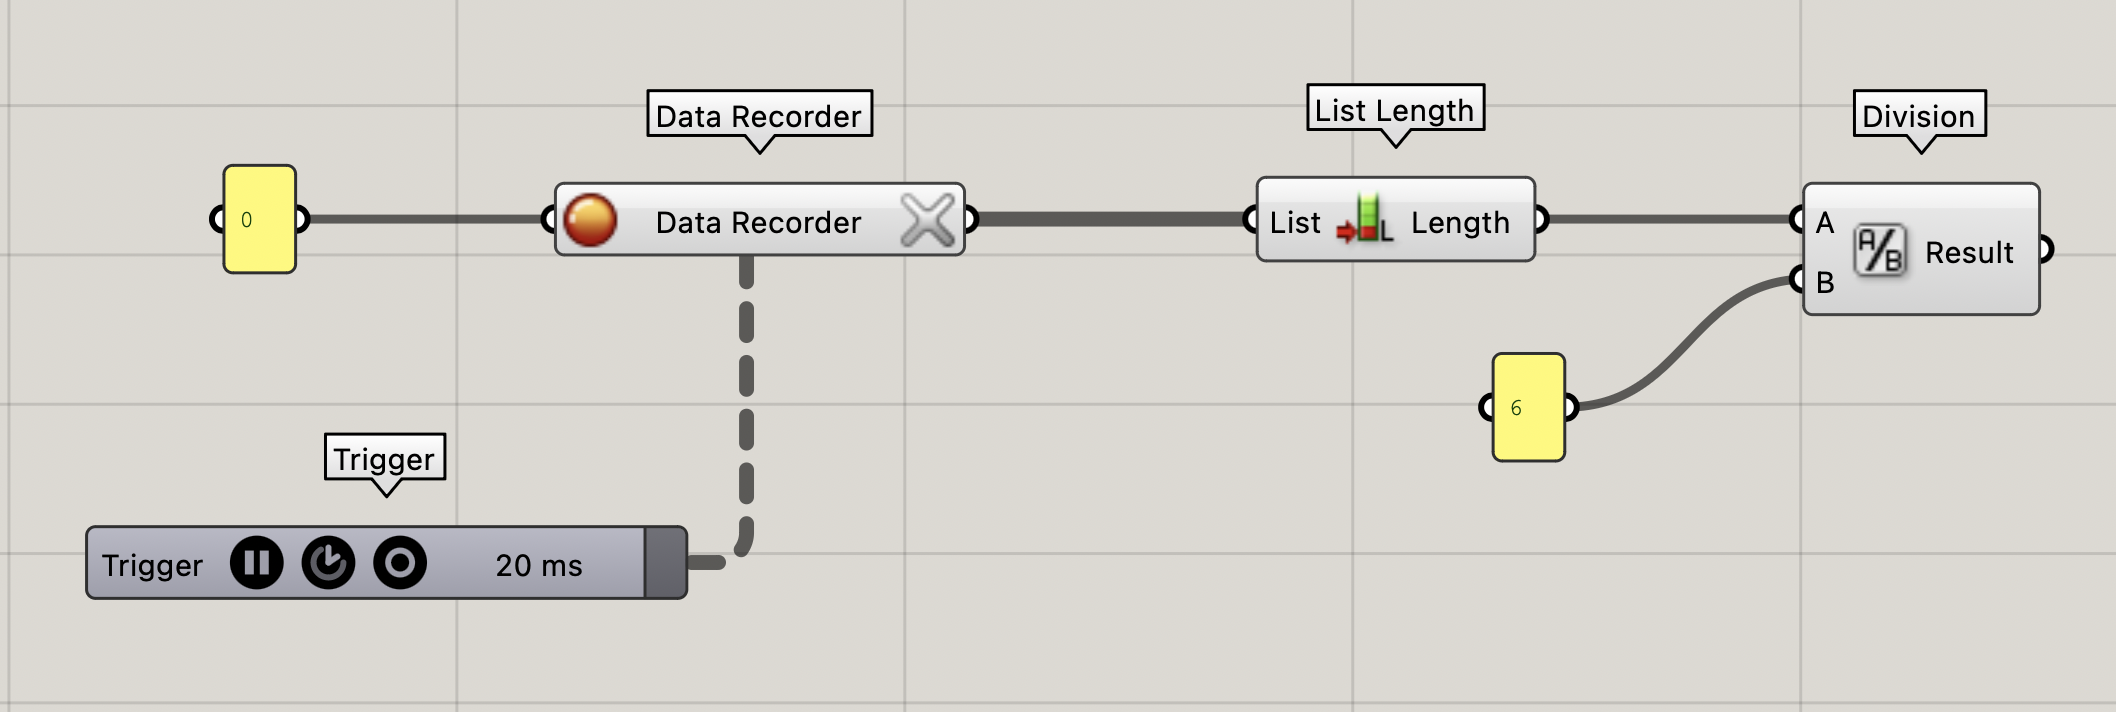 Data Recorder
List Length
Division
0
Data Recorder
List
L
Length
A
B
A/B
Result
6
Trigger
Trigger
20 ms